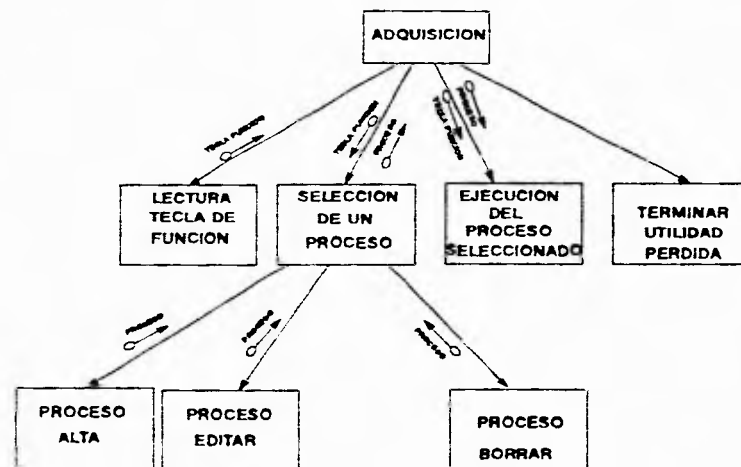 ADQUISICION
TECLA FUNCION
TECLA FUNCION
PROCESO
TECLA FUNCION
PROCESO
LECTURA
TECLA DE
FUNCION
SELECCION
DE UN
PROCESO
EJECUCION
DEL
PROCESO
SELECCIONADO
TERMINAR
UTILIDAD
PERDIDA
PROCESO
PROCESO
PROCESO
PROCESO
ALTA
PROCESO
EDITAR
PROCESO
BORRAR